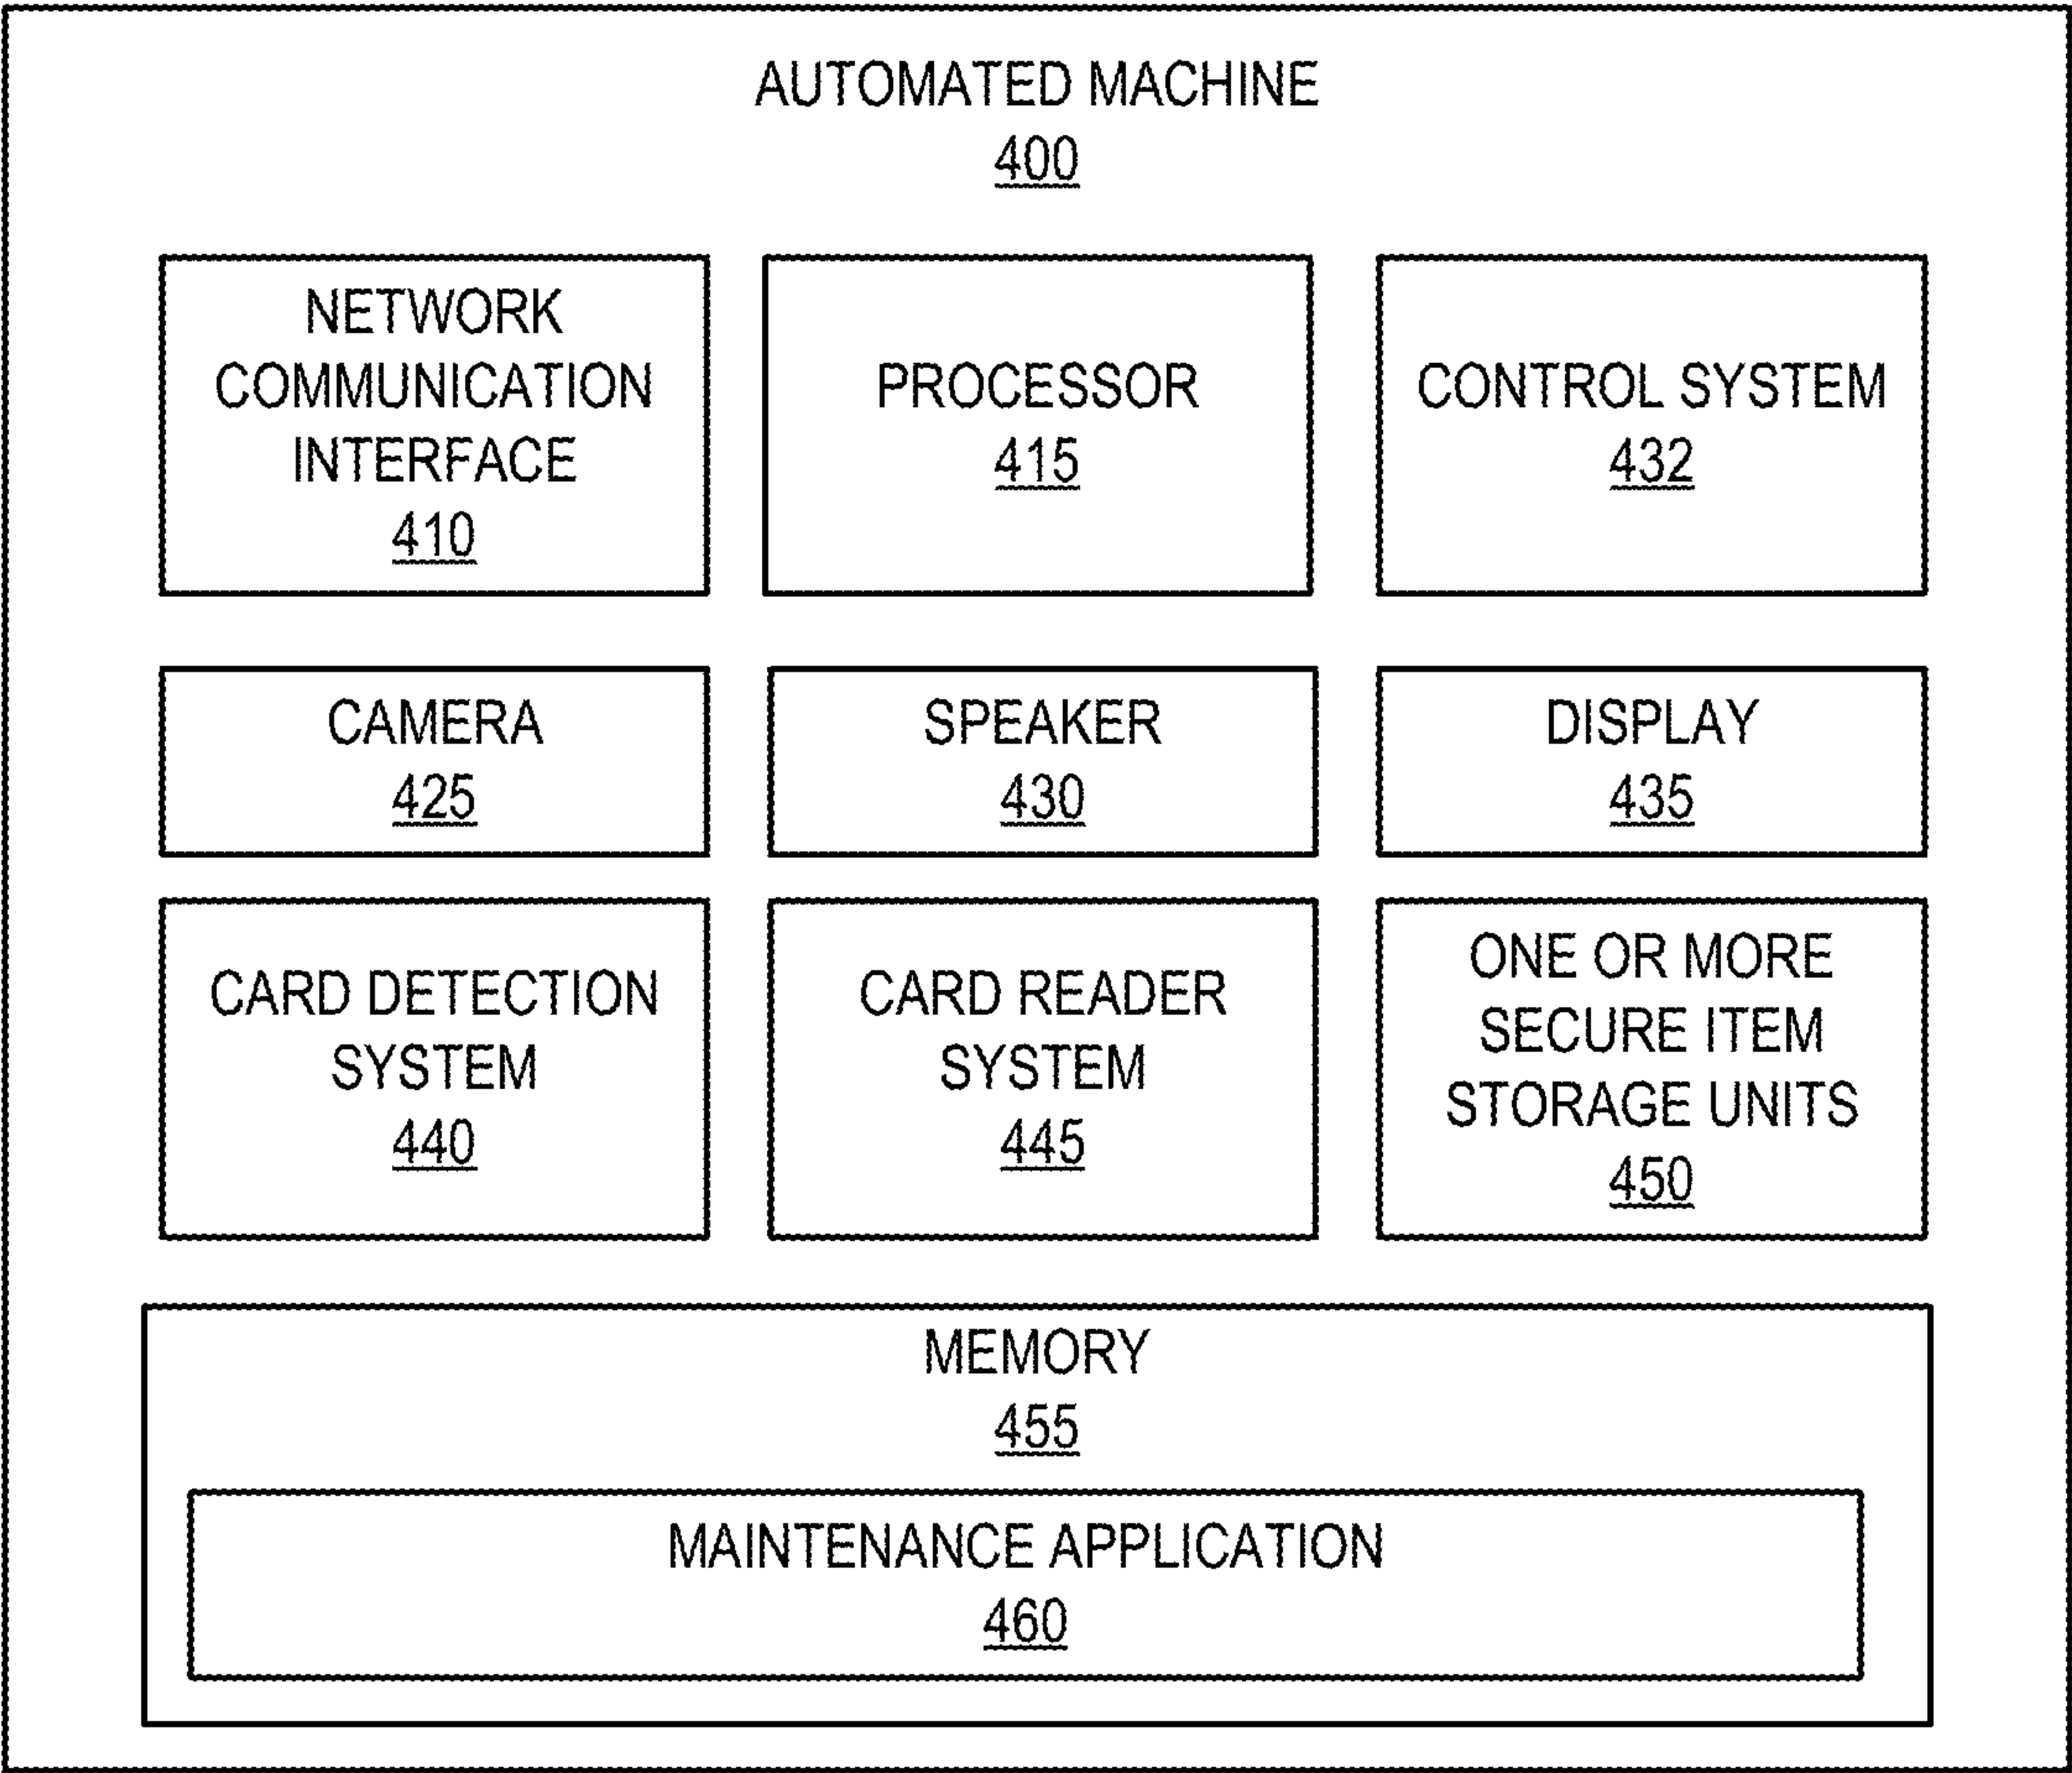 AUTOMATED MACHINE
400
NETWORK
COMMUNICATION
INTERFACE
410
PROCESSOR
415
CONTROL SYSTEM
432
CAMERA
425
SPEAKER
430
DISPLAY
435
CARD DETECTION
SYSTEM
440
CARD READER
SYSTEM
445
ONE OR MORE
SECURE ITEM
STORAGE UNITS
450
MEMORY
455
MAINTENANCE APPLICATION
460